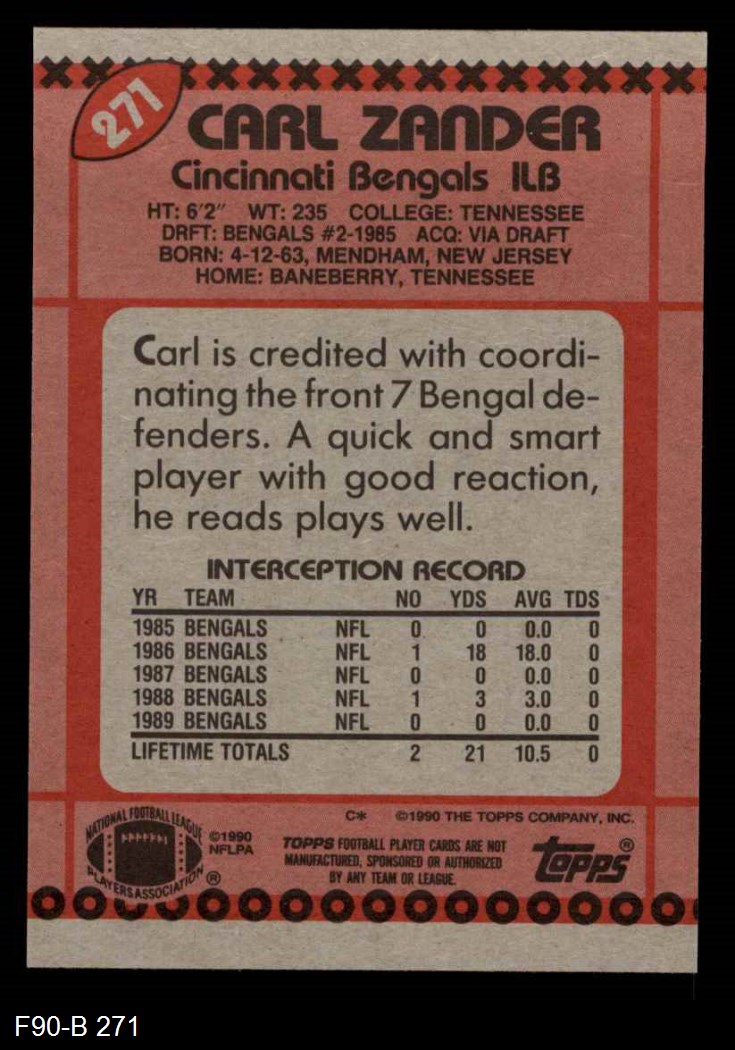 271
CARL ZANDER
Cincinnati Bengals ILB
HT: 6'2" WT: 235 COLLEGE: TENNESSEE
DRFT: BENGALS #2-1985 ACQ: VIA DRAFT
BORN: 4-12-63, MENDHAM, NEW JERSEY
HOME: BANEBERRY, TENNESSEE
Carl is credited with coordi-
nating the front 7 Bengal de-
fenders. A quick and smart
player with good reaction,
he reads plays well.
INTERCEPTION RECORD
YR TEAM NO YDS AVG TDS
1985 BENGALS NFL 0 0 0.0 0
1986 BENGALS NFL 1 18 18.0 0
1987 BENGALS NFL 0 0 0.0 0
1988 BENGALS NFL 1 3 3.0 0
1989 BENGALS NFL 0 0 0.0 0
LIFETIME TOTALS 2 21 10.5 0
C* ©1990 THE TOPPS COMPANY, INC.
NATIONAL FOOTBALL LEAGUE
PLAYERS ASSOCIATION ®
©1990
NFLPA
TOPPS FOOTBALL PLAYER CARDS ARE NOT
MANUFACTURED, SPONSORED OR AUTHORIZED
BY ANY TEAM OR LEAGUE.
topps ®
F90-B 271